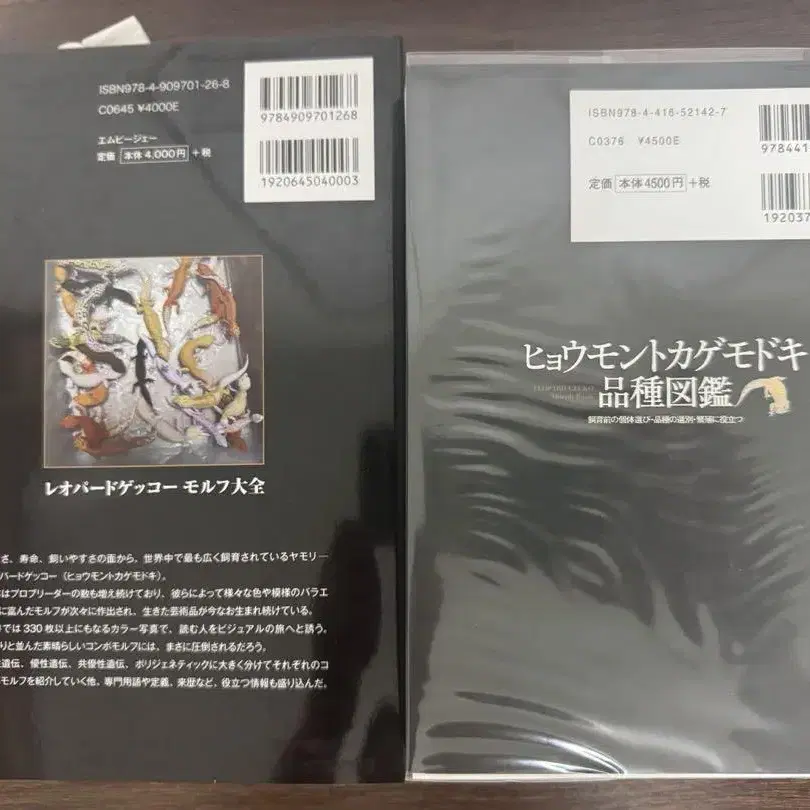 ISBN978-4-909701-26-8
C0645 ¥4000E
エムピージェー
定価 本体4,000円 +税
9784909701268
1920645040003
レオパードゲッコー モルフ大全
さ、寿命、飼いやすさの面から、世界中で最も広く飼育されているヤモリ―
パードゲッコー（ヒョウモントカゲモドキ）。
はプロブリーダーの数も増え続けており、彼らによって様々な色や模様のバラエ
に富んだモルフが次々に作出され、生きた芸術品が今なお生まれ続けている。
では330枚以上にもなるカラー写真で、読む人をビジュアルの旅へと誘う。
りと並んだ素晴らしいコンボモルフには、まさに圧倒されるだろう。
遺伝、優性遺伝、共優性遺伝、ポリジェネティックに大きく分けてそれぞれのコ
モルフを紹介していく他、専門用語や定義、来歴など、役立つ情報も盛り込んだ。
ISBN978-4-416-52142-7
C0376 ¥4500E
定価 本体4500円 +税
978441
192037
ヒョウモントカゲモドキ
品種図鑑
飼育前の個体選び・品種の選別・繁殖に役立つ